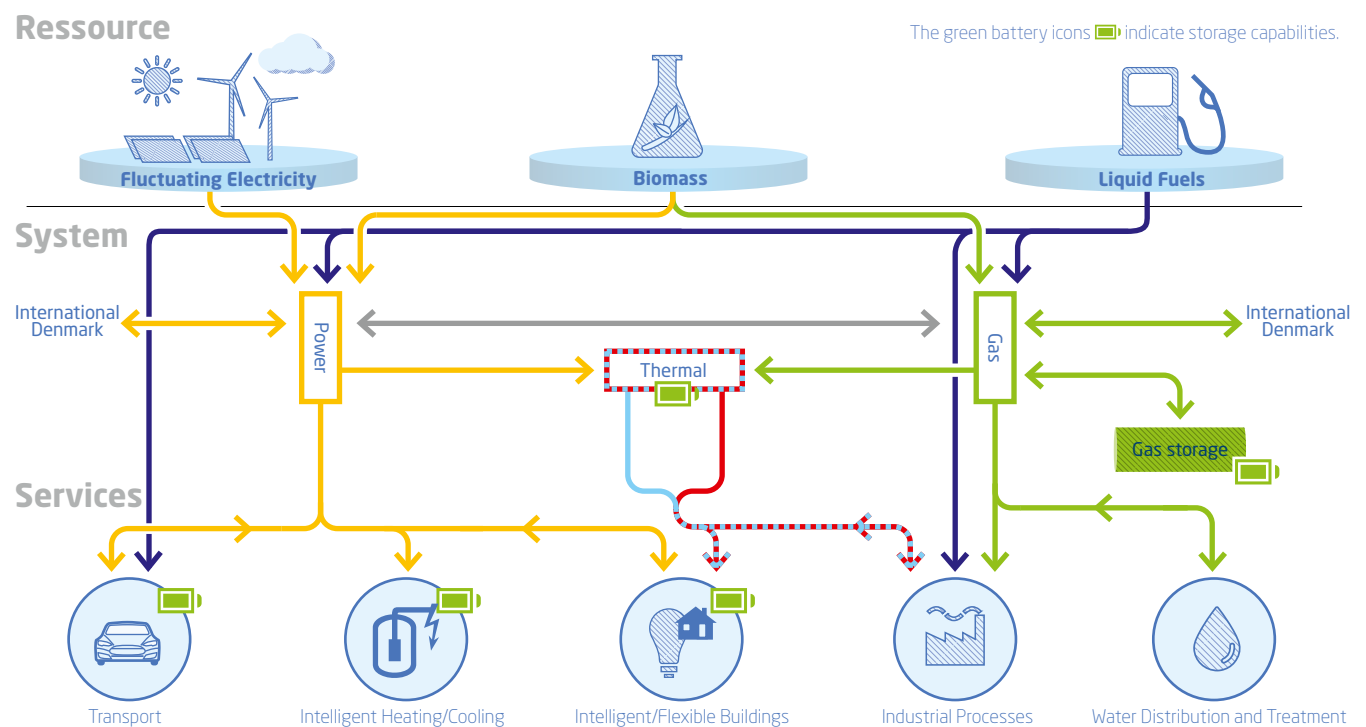 Ressource
The green battery icons indicate storage capabilities.
Fluctuating Electricity
Biomass
Liquid Fuels
System
International
Denmark
Power
Gas
International
Denmark
Thermal
Gas storage
Services
Transport
Intelligent Heating/Cooling
Intelligent/Flexible Buildings
Industrial Processes
Water Distribution and Treatment